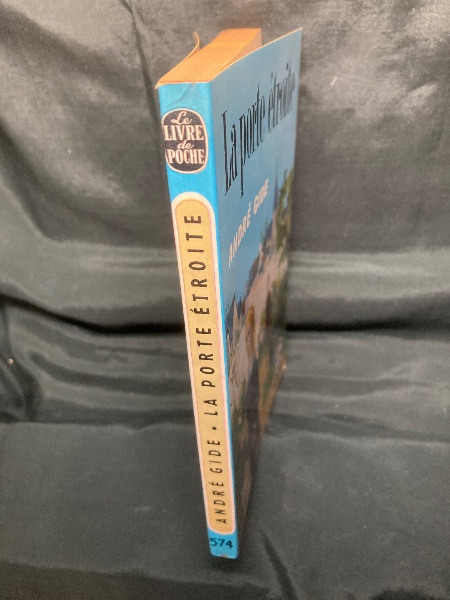 Le
LIVRE
de
POCHE
ANDRÉ GIDE • LA PORTE ÉTROITE
574
La porte étroite
ANDRÉ GIDE